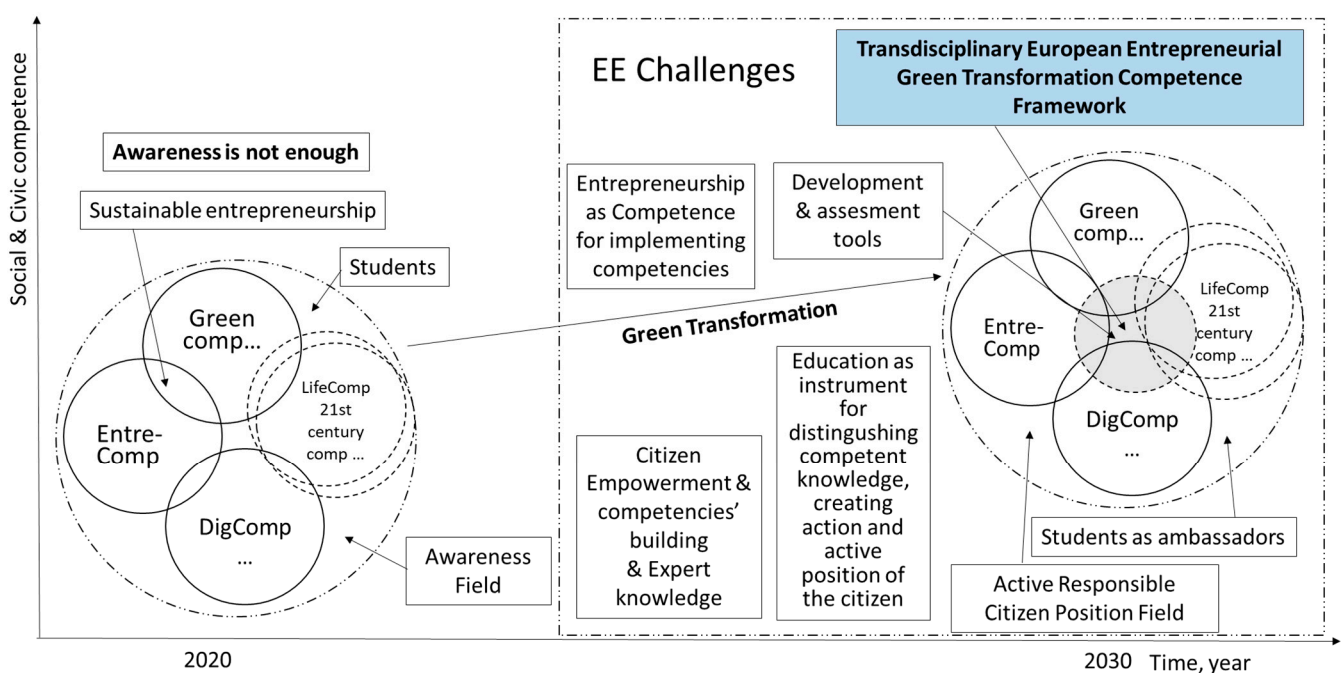 Social & Civic competence
Awareness is not enough
Sustainable entrepreneurship
Students
Green
comp...
Entre-
Comp
LifeComp
21st
century
comp ...
DigComp
...
Awareness
Field
2020
Green Transformation
EE Challenges
Transdisciplinary European Entrepreneurial
Green Transformation Competence
Framework
Entrepreneurship
as Competence
for implementing
competencies
Development
& assesment
tools
Citizen
Empowerment &
competencies'
building
& Expert
knowledge
Education as
instrument
for
distingushing
competent
knowledge,
creating
action and
active
position of
the citizen
Green
comp...
Entre-
Comp
LifeComp
21st
century
comp ...
DigComp
...
Students as ambassadors
Active Responsible
Citizen Position Field
2030
Time, year